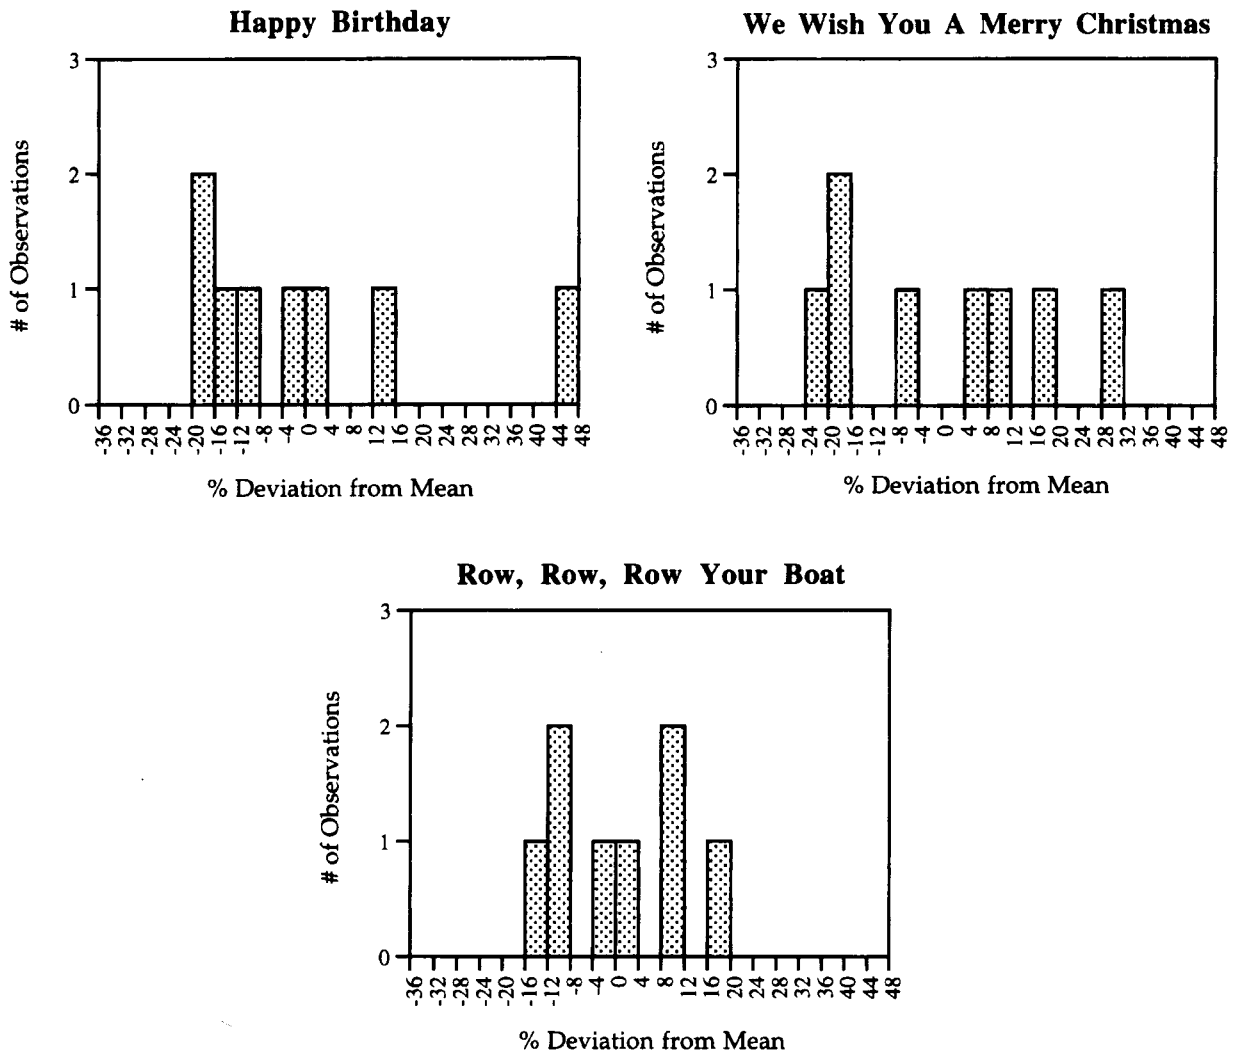 Happy Birthday
3
2
1
0
# of Observations
-36 -32 -28 -24 -20 -16 -12 -8 -4 0 4 8 12 16 20 24 28 32 36 40 44 48
% Deviation from Mean
We Wish You A Merry Christmas
3
2
1
0
# of Observations
-36 -32 -28 -24 -20 -16 -12 -8 -4 0 4 8 12 16 20 24 28 32 36 40 44 48
% Deviation from Mean
Row, Row, Row Your Boat
3
2
1
0
# of Observations
-36 -32 -28 -24 -20 -16 -12 -8 -4 0 4 8 12 16 20 24 28 32 36 40 44 48
% Deviation from Mean